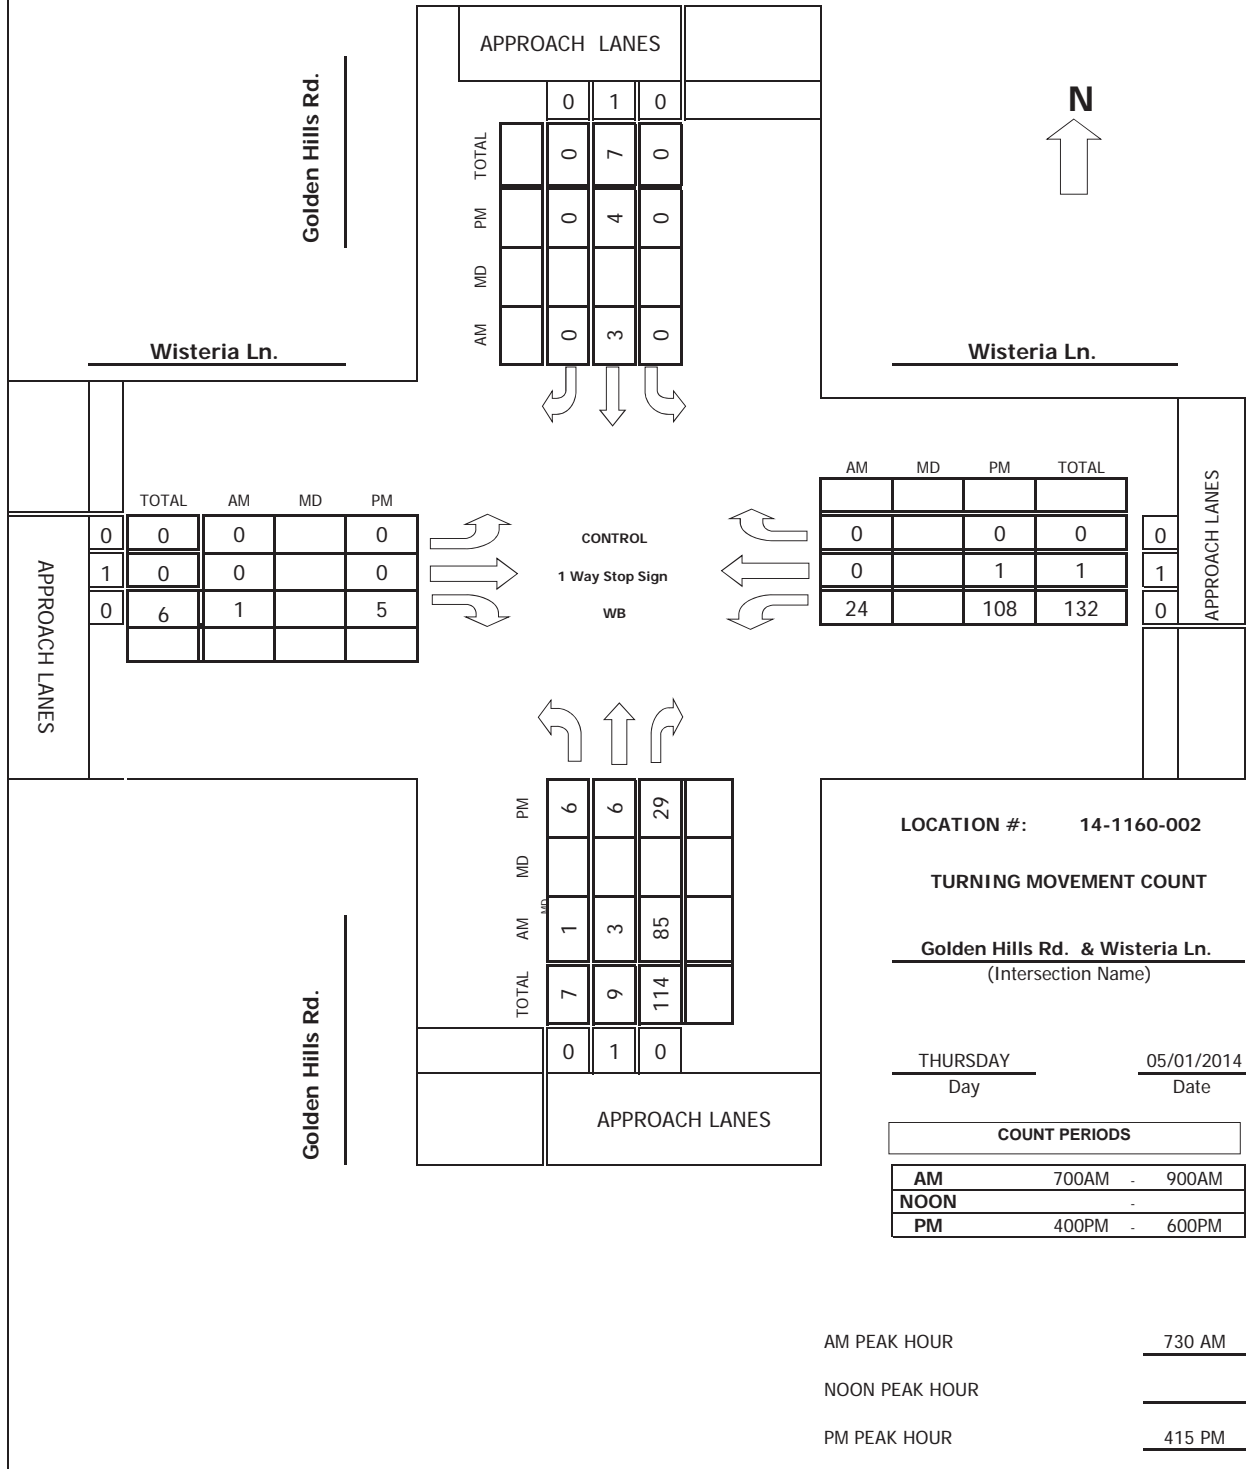 APPROACH LANES
0 1 0
Golden Hills Rd.
N
TOTAL 0 7 0
PM 0 4 0
MD
AM 0 3 0
Wisteria Ln.
Wisteria Ln.
AM MD PM TOTAL
TOTAL AM MD PM
0 0 0 0
CONTROL
0 0 0 0
1 0 0 0
1 Way Stop Sign
0 1 1 1
0 6 1 5
WB
24 108 132 0
APPROACH LANES
APPROACH LANES
PM 6 6 29
MD
MD
AM 1 3 85
TOTAL 7 9 114
0 1 0
APPROACH LANES
Golden Hills Rd.
LOCATION #: 14-1160-002
TURNING MOVEMENT COUNT
Golden Hills Rd. & Wisteria Ln.
(Intersection Name)
THURSDAY 05/01/2014
Day Date
COUNT PERIODS
AM 700AM - 900AM
NOON -
PM 400PM - 600PM
AM PEAK HOUR 730 AM
NOON PEAK HOUR
PM PEAK HOUR 415 PM